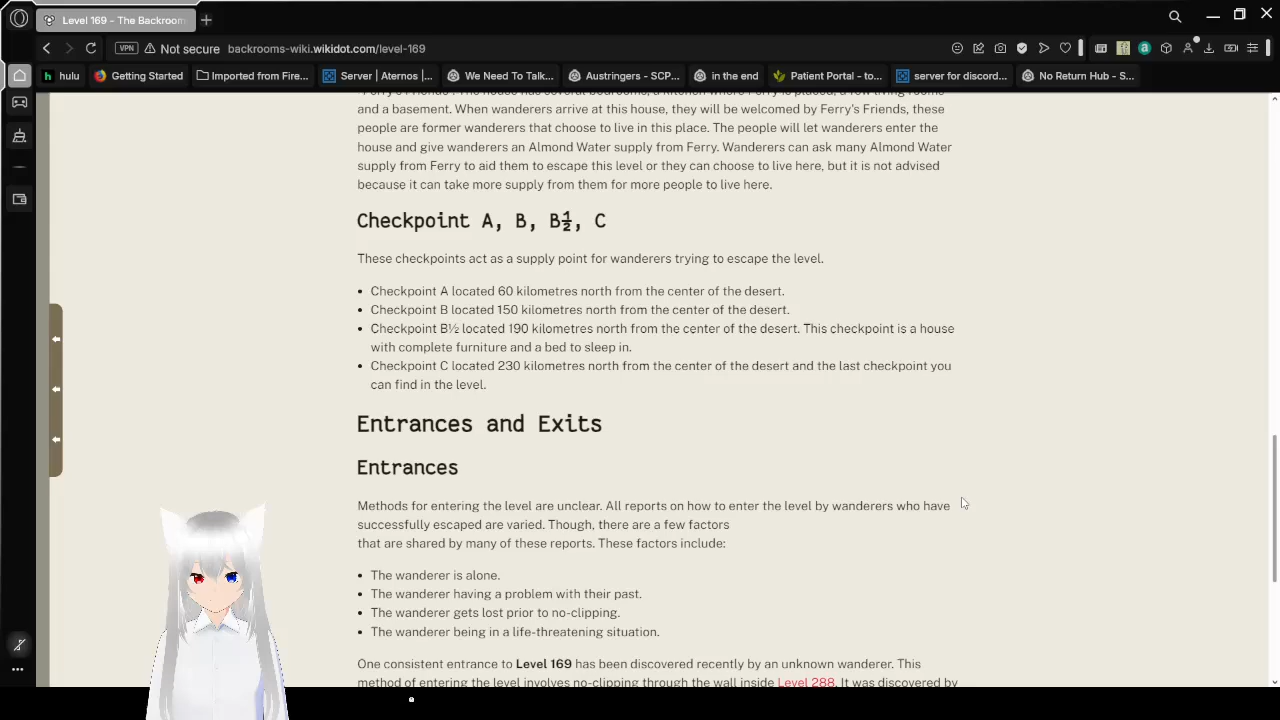 Level 169 - The Backroom
VPN Not secure backrooms-wiki.wikidot.com/level-169
hulu Getting Started Imported from Fire... Server | Aternos |... We Need To Talk... Austringers - SCP... in the end Patient Portal - to... server for discord... No Return Hub - S...
"Ferry's Friends". The house has several bedrooms, a kitchen where Ferry is placed, a few living rooms
and a basement. When wanderers arrive at this house, they will be welcomed by Ferry's Friends, these
people are former wanderers that choose to live in this place. The people will let wanderers enter the
house and give wanderers an Almond Water supply from Ferry. Wanderers can ask many Almond Water
supply from Ferry to aid them to escape this level or they can choose to live here, but it is not advised
because it can take more supply from them for more people to live here.
Checkpoint A, B, B½, C
These checkpoints act as a supply point for wanderers trying to escape the level.
• Checkpoint A located 60 kilometres north from the center of the desert.
• Checkpoint B located 150 kilometres north from the center of the desert.
• Checkpoint B½ located 190 kilometres north from the center of the desert. This checkpoint is a house
with complete furniture and a bed to sleep in.
• Checkpoint C located 230 kilometres north from the center of the desert and the last checkpoint you
can find in the level.
Entrances and Exits
Entrances
Methods for entering the level are unclear. All reports on how to enter the level by wanderers who have
successfully escaped are varied. Though, there are a few factors
that are shared by many of these reports. These factors include:
• The wanderer is alone.
• The wanderer having a problem with their past.
• The wanderer gets lost prior to no-clipping.
• The wanderer being in a life-threatening situation.
One consistent entrance to Level 169 has been discovered recently by an unknown wanderer. This
method of entering the level involves no-clipping through the wall inside Level 288. It was discovered by